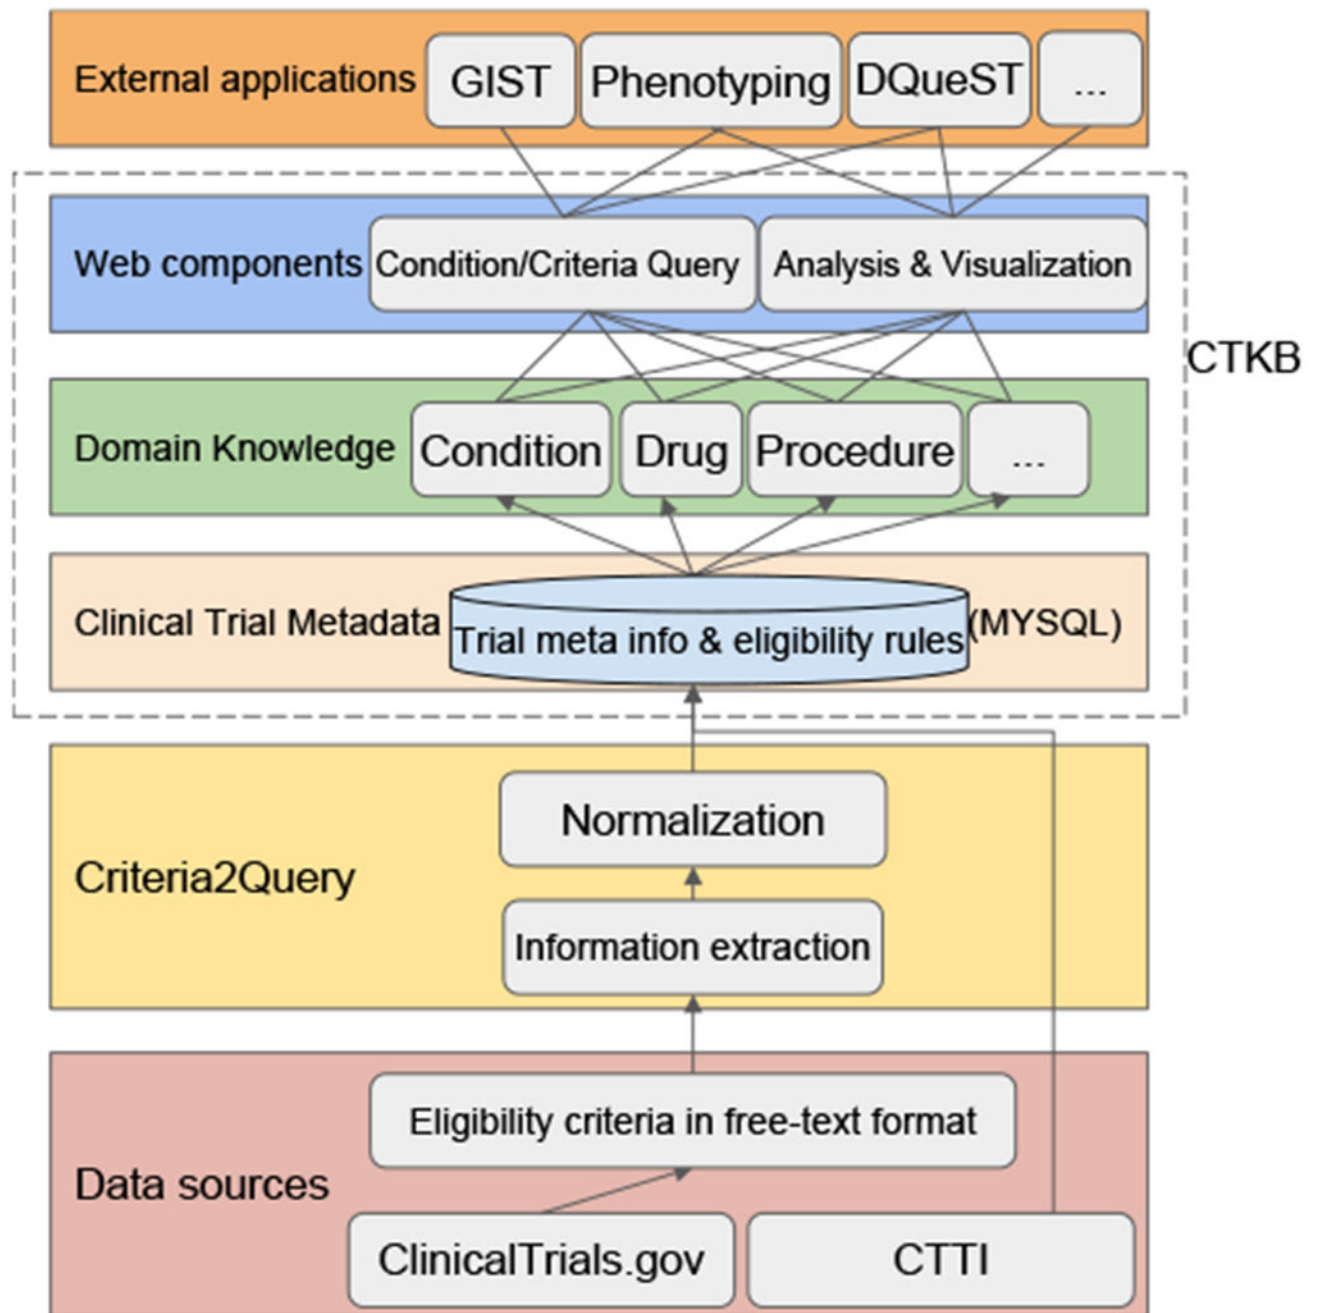 External applications
GIST
Phenotyping
DQueST
...
Web components
Condition/Criteria Query
Analysis & Visualization
CTKB
Domain Knowledge
Condition
Drug
Procedure
...
Clinical Trial Metadata
Trial meta info & eligibility rules
(MYSQL)
Normalization
Criteria2Query
Information extraction
Eligibility criteria in free-text format
Data sources
ClinicalTrials.gov
CTTI